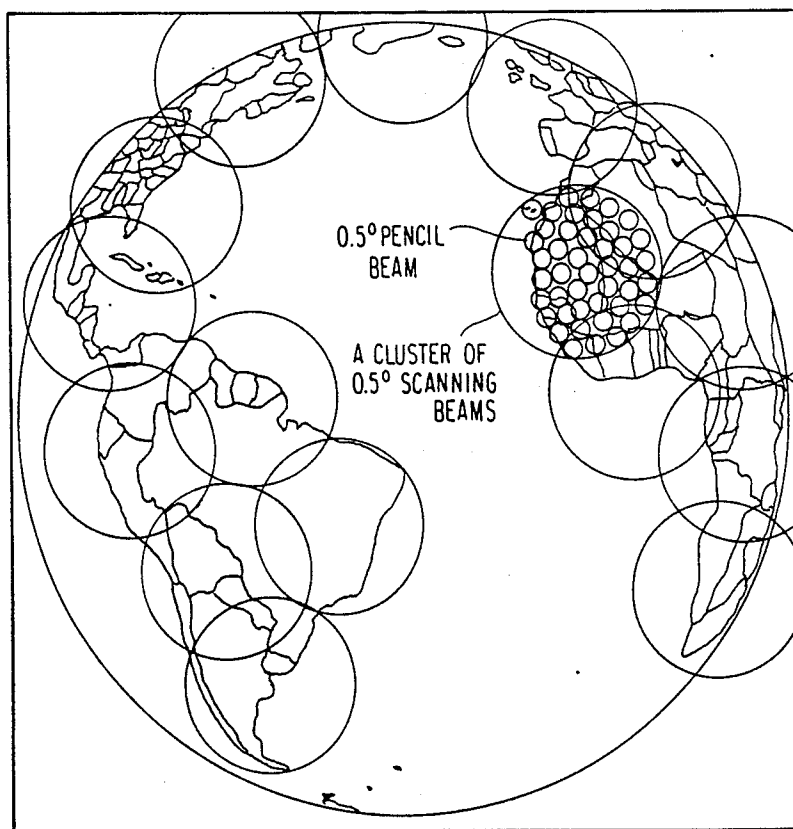 0.5° PENCIL
BEAM
A CLUSTER OF
0.5° SCANNING
BEAMS